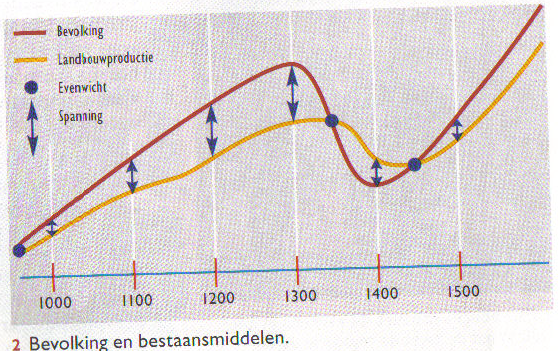 Bevolking
Landbouwproductie
Evenwicht
Spanning
1000 1100 1200 1300 1400 1500
2 Bevolking en bestaansmiddelen.